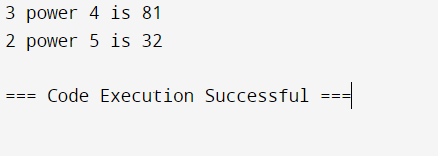 3 power 4 is 81
2 power 5 is 32
=== Code Execution Successful ===